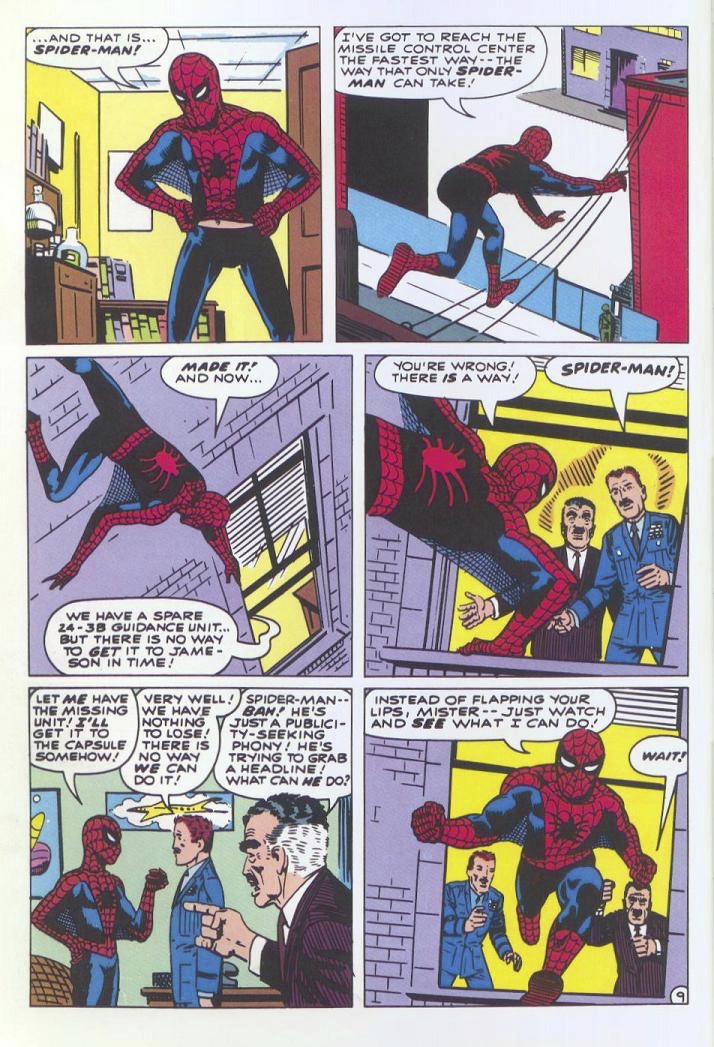 ...AND THAT IS...
SPIDER-MAN!
I'VE GOT TO REACH THE
MISSILE CONTROL CENTER
THE FASTEST WAY--THE
WAY THAT ONLY SPIDER-
MAN CAN TAKE!
MADE IT!
AND NOW...
WE HAVE A SPARE
24-3B GUIDANCE UNIT...
BUT THERE IS NO WAY
TO GET IT TO JAME-
SON IN TIME!
YOU'RE WRONG!
THERE IS A WAY!
SPIDER-MAN!
LET ME HAVE
THE MISSING
UNIT! I'LL
GET IT TO
THE CAPSULE
SOMEHOW!
VERY WELL!
WE HAVE
NOTHING
TO LOSE!
THERE IS
NO WAY
WE CAN
DO IT!
SPIDER-MAN--
BAH! HE'S
JUST A PUBLICI-
TY-SEEKING
PHONY! HE'S
TRYING TO GRAB
A HEADLINE!
WHAT CAN HE DO?
INSTEAD OF FLAPPING YOUR
LIPS, MISTER-- JUST WATCH
AND SEE WHAT I CAN DO!
WAIT!
9